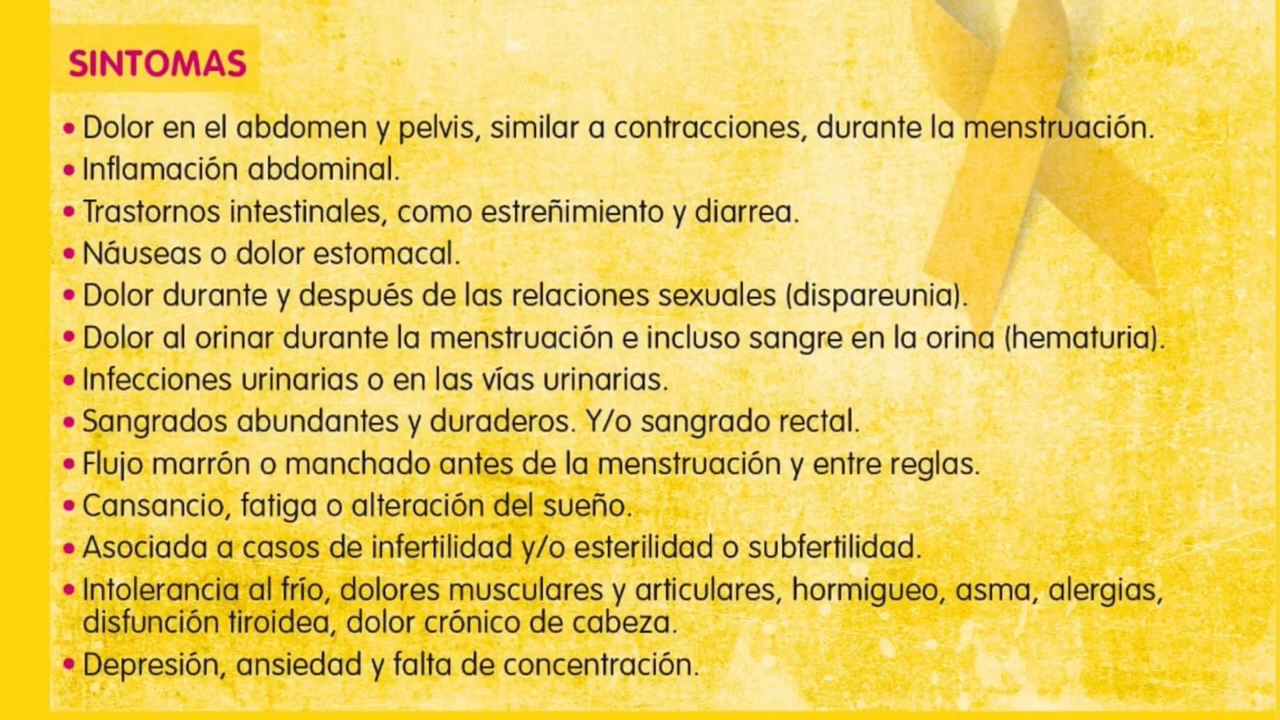 SINTOMAS
• Dolor en el abdomen y pelvis, similar a contracciones, durante la menstruación.
• Inflamación abdominal.
• Trastornos intestinales, como estreñimiento y diarrea.
• Náuseas o dolor estomacal.
• Dolor durante y después de las relaciones sexuales (dispareunia).
• Dolor al orinar durante la menstruación e incluso sangre en la orina (hematuria).
• Infecciones urinarias o en las vías urinarias.
• Sangrados abundantes y duraderos. Y/o sangrado rectal.
• Flujo marrón o manchado antes de la menstruación y entre reglas.
• Cansancio, fatiga o alteración del sueño.
• Asociada a casos de infertilidad y/o esterilidad o subfertilidad.
• Intolerancia al frío, dolores musculares y articulares, hormigueo, asma, alergias,
disfunción tiroidea, dolor crónico de cabeza.
• Depresión, ansiedad y falta de concentración.